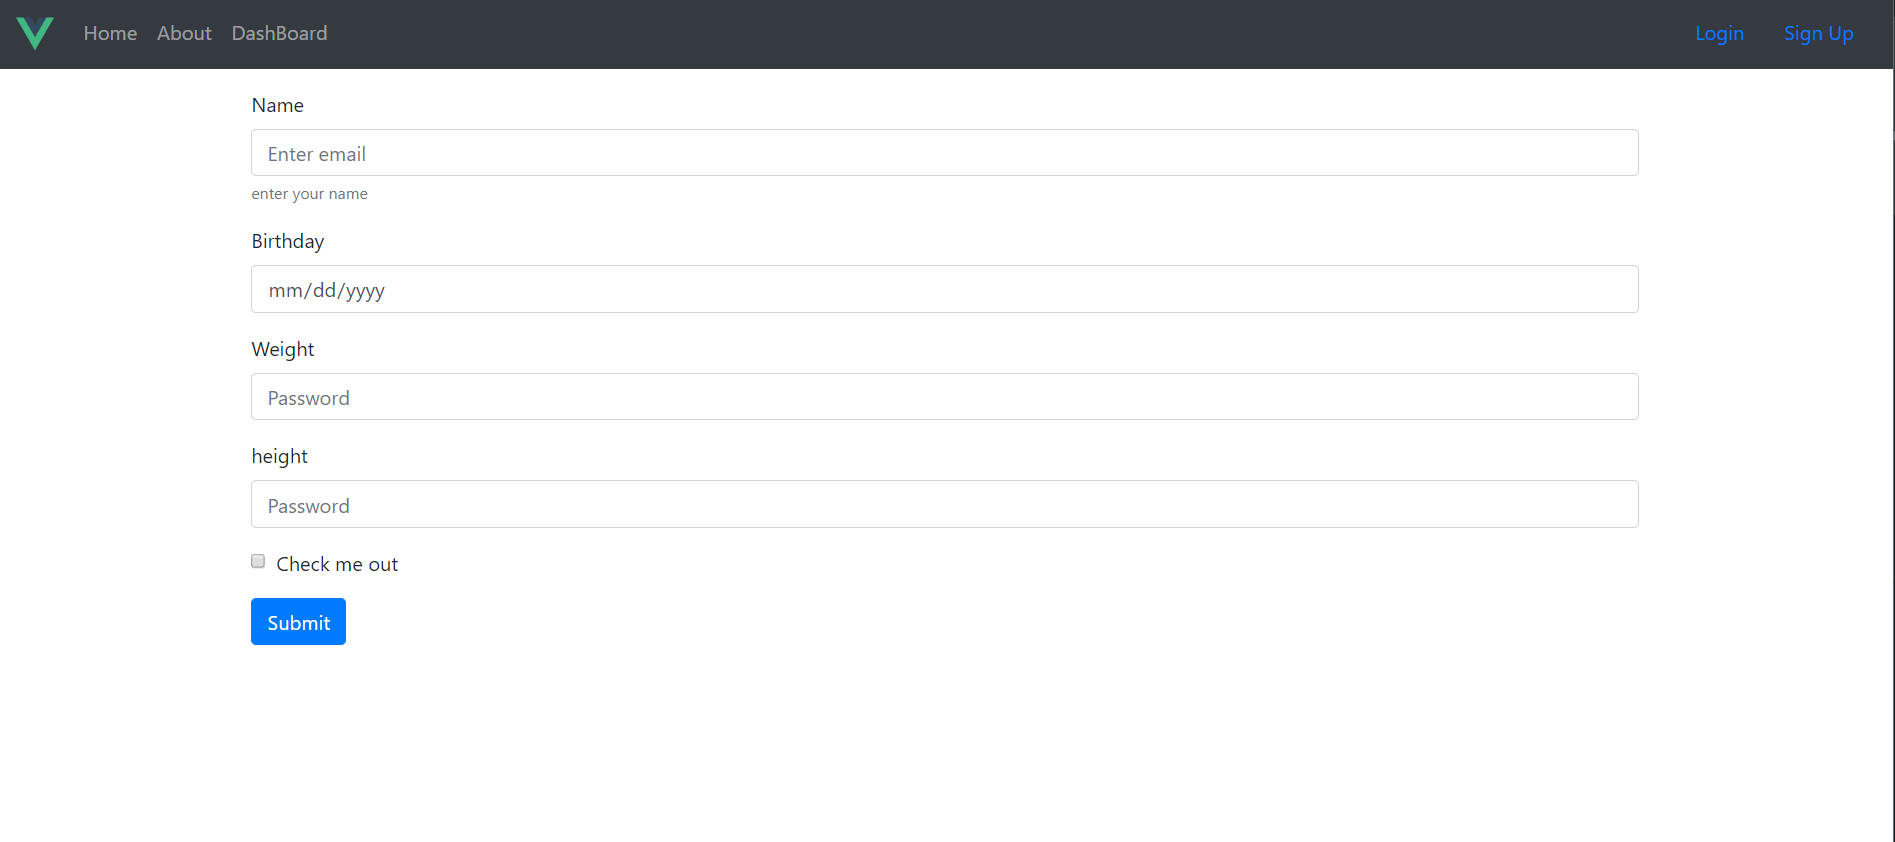 Home About DashBoard Login Sign Up
Name
Enter email
enter your name
Birthday
mm/dd/yyyy
Weight
Password
height
Password
Check me out
Submit